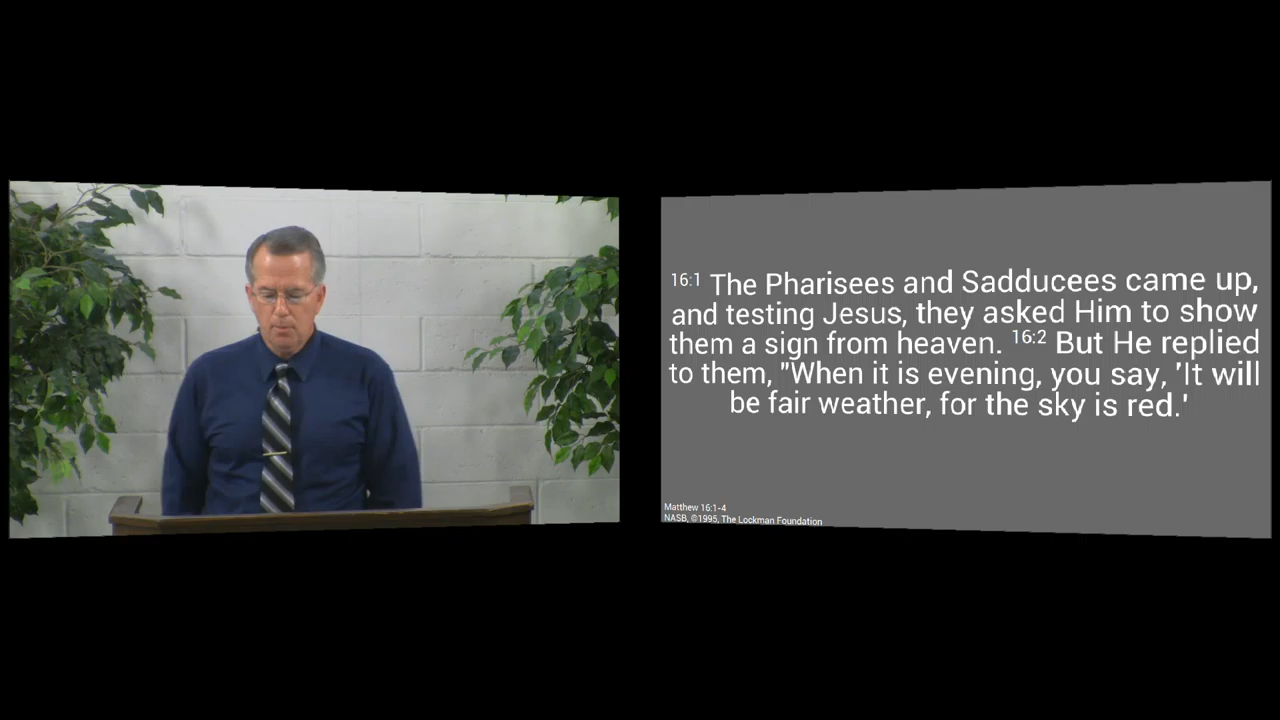 16:1 The Pharisees and Sadducees came up,
and testing Jesus, they asked Him to show
them a sign from heaven. 16:2 But He replied
to them, "When it is evening, you say, 'It will
be fair weather, for the sky is red.'
Matthew 16:1-4
NASB, ©1995, The Lockman Foundation